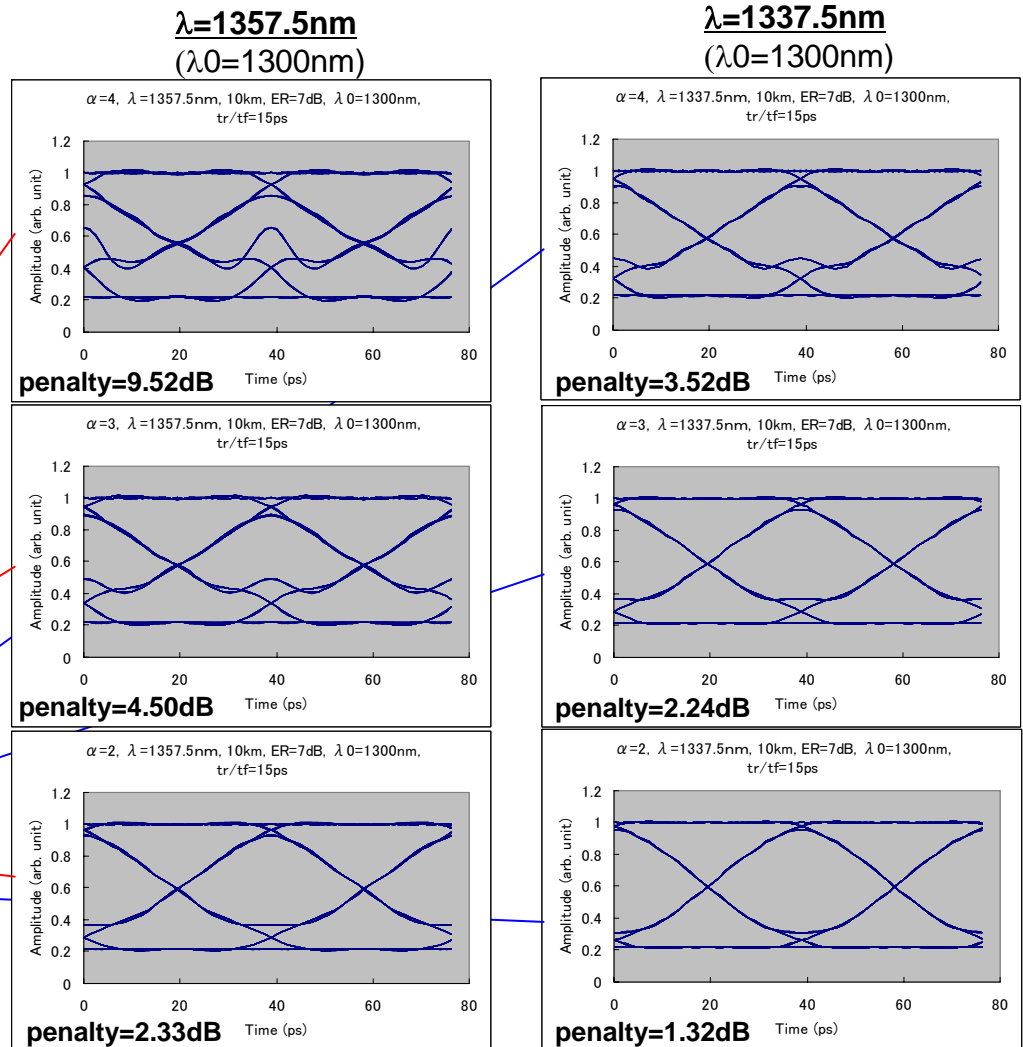 λ=1357.5nm
(λ0=1300nm)
α=4, λ=1357.5nm, 10km, ER=7dB, λ0=1300nm,
tr/tf=15ps
Amplitude (arb. unit)
1.2
1
0.8
0.6
0.4
0.2
0
0 20 40 60 80
Time (ps)
penalty=9.52dB
α=3, λ=1357.5nm, 10km, ER=7dB, λ0=1300nm,
tr/tf=15ps
Amplitude (arb. unit)
1.2
1
0.8
0.6
0.4
0.2
0
0 20 40 60 80
Time (ps)
penalty=4.50dB
α=2, λ=1357.5nm, 10km, ER=7dB, λ0=1300nm,
tr/tf=15ps
Amplitude (arb. unit)
1.2
1
0.8
0.6
0.4
0.2
0
0 20 40 60 80
Time (ps)
penalty=2.33dB
λ=1337.5nm
(λ0=1300nm)
α=4, λ=1337.5nm, 10km, ER=7dB, λ0=1300nm,
tr/tf=15ps
Amplitude (arb. unit)
1.2
1
0.8
0.6
0.4
0.2
0
0 20 40 60 80
Time (ps)
penalty=3.52dB
α=3, λ=1337.5nm, 10km, ER=7dB, λ0=1300nm,
tr/tf=15ps
Amplitude (arb. unit)
1.2
1
0.8
0.6
0.4
0.2
0
0 20 40 60 80
Time (ps)
penalty=2.24dB
α=2, λ=1337.5nm, 10km, ER=7dB, λ0=1300nm,
tr/tf=15ps
Amplitude (arb. unit)
1.2
1
0.8
0.6
0.4
0.2
0
0 20 40 60 80
Time (ps)
penalty=1.32dB